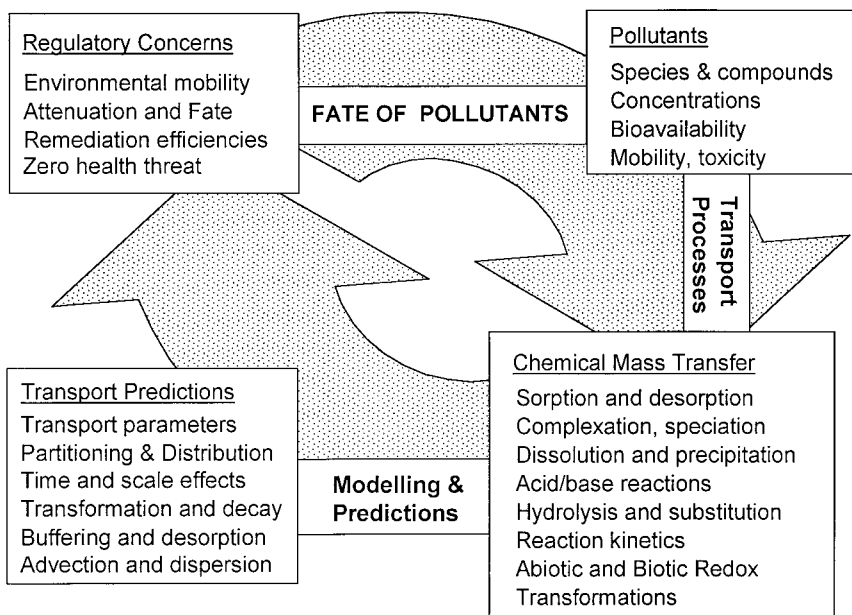 Regulatory Concerns
Environmental mobility
Attenuation and Fate
Remediation efficiencies
Zero health threat
FATE OF POLLUTANTS
Pollutants
Species & compounds
Concentrations
Bioavailability
Mobility, toxicity
Transport
Processes
Chemical Mass Transfer
Sorption and desorption
Complexation, speciation
Dissolution and precipitation
Acid/base reactions
Hydrolysis and substitution
Reaction kinetics
Abiotic and Biotic Redox
Transformations
Modelling &
Predictions
Transport Predictions
Transport parameters
Partitioning & Distribution
Time and scale effects
Transformation and decay
Buffering and desorption
Advection and dispersion